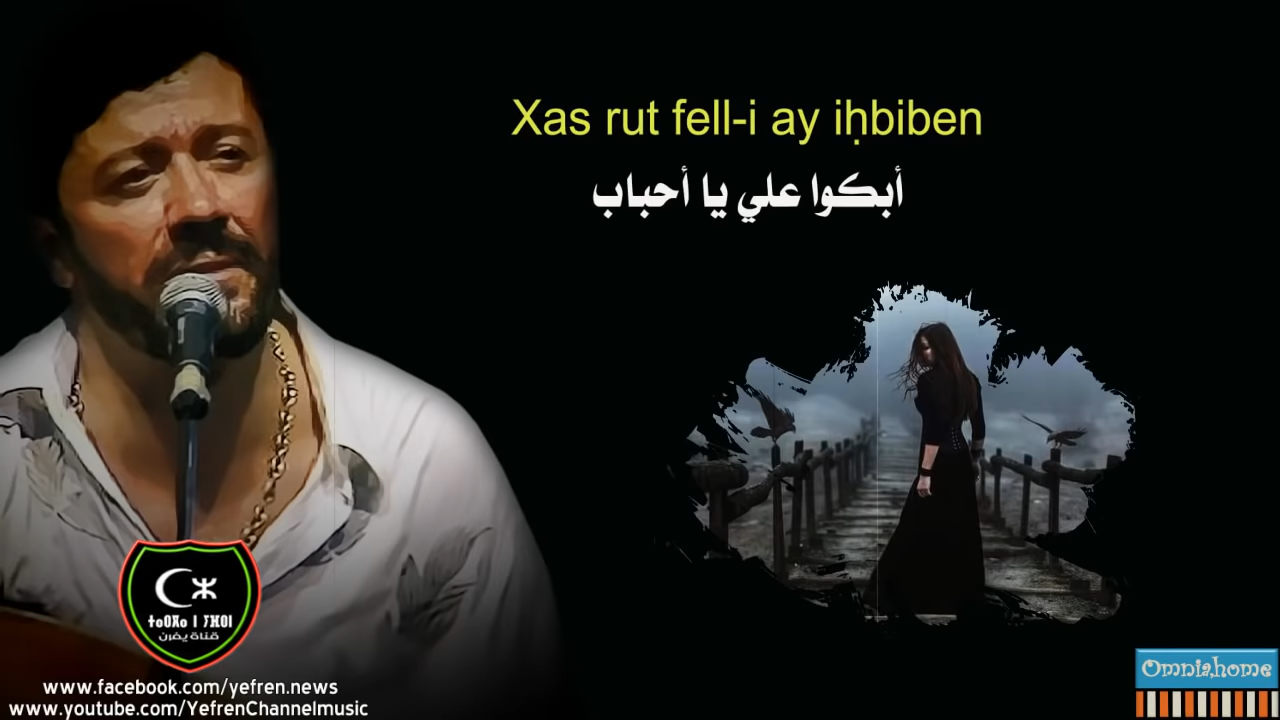 Xas rut fell-i ay iḥbiben
أبكوا علي يا أحباب
ⵜⴰⵙⴳⴰ ⵏ ⵢⴼⵔⵏ
قناة يفرن
www.facebook.com/yefren.news
www.youtube.com/YefrenChannelmusic
Omniahome